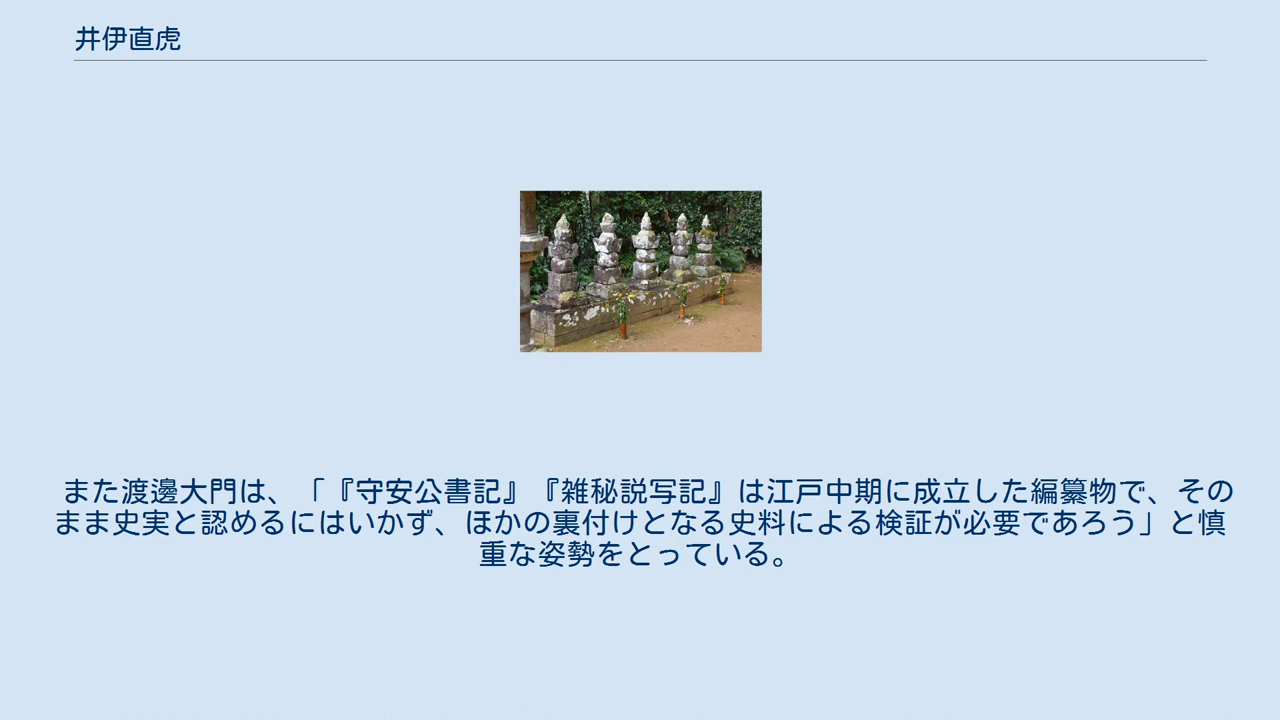 井伊直虎
また渡邊大門は、「『守安公書記』『雑秘説写記』は江戸中期に成立した編纂物で、その
まま史実と認めるにはいかず、ほかの裏付けとなる史料による検証が必要であろう」と慎
重な姿勢をとっている。